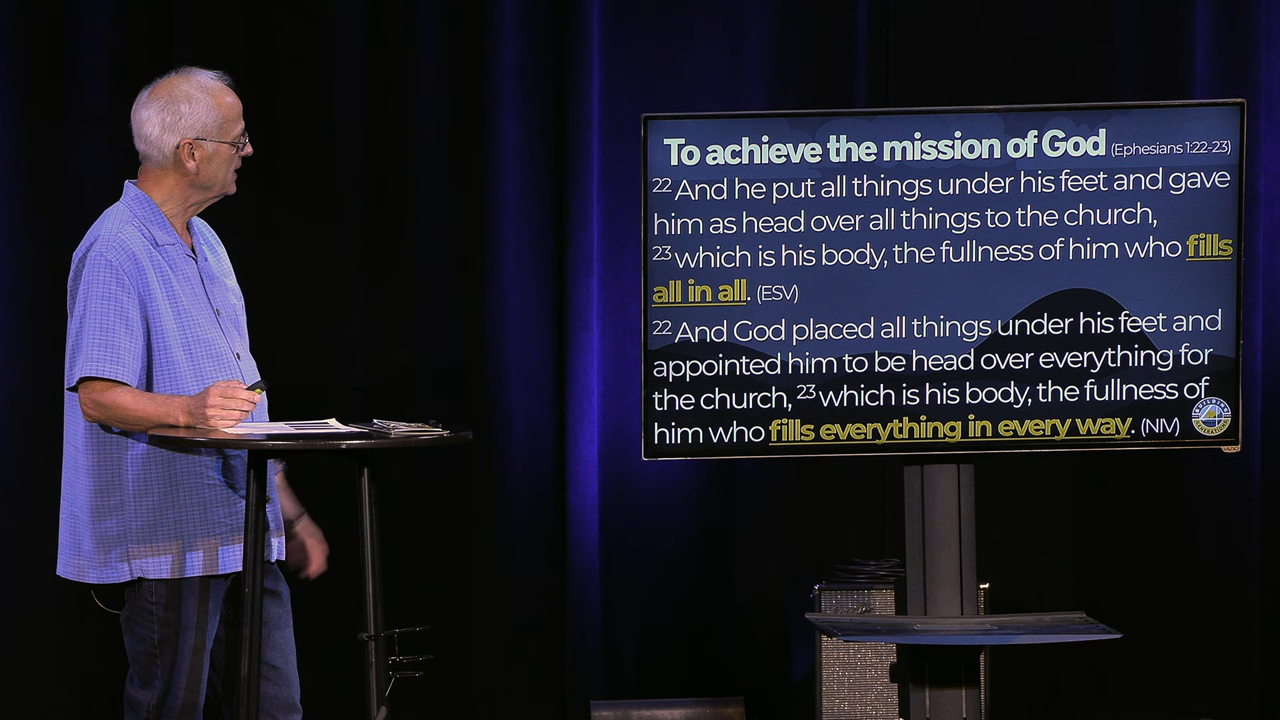 To achieve the mission of God (Ephesians 1:22-23)
22 And he put all things under his feet and gave
him as head over all things to the church,
23 which is his body, the fullness of him who fills
all in all. (ESV)
22 And God placed all things under his feet and
appointed him to be head over everything for
the church, 23 which is his body, the fullness of
him who fills everything in every way. (NIV)
VIZIO